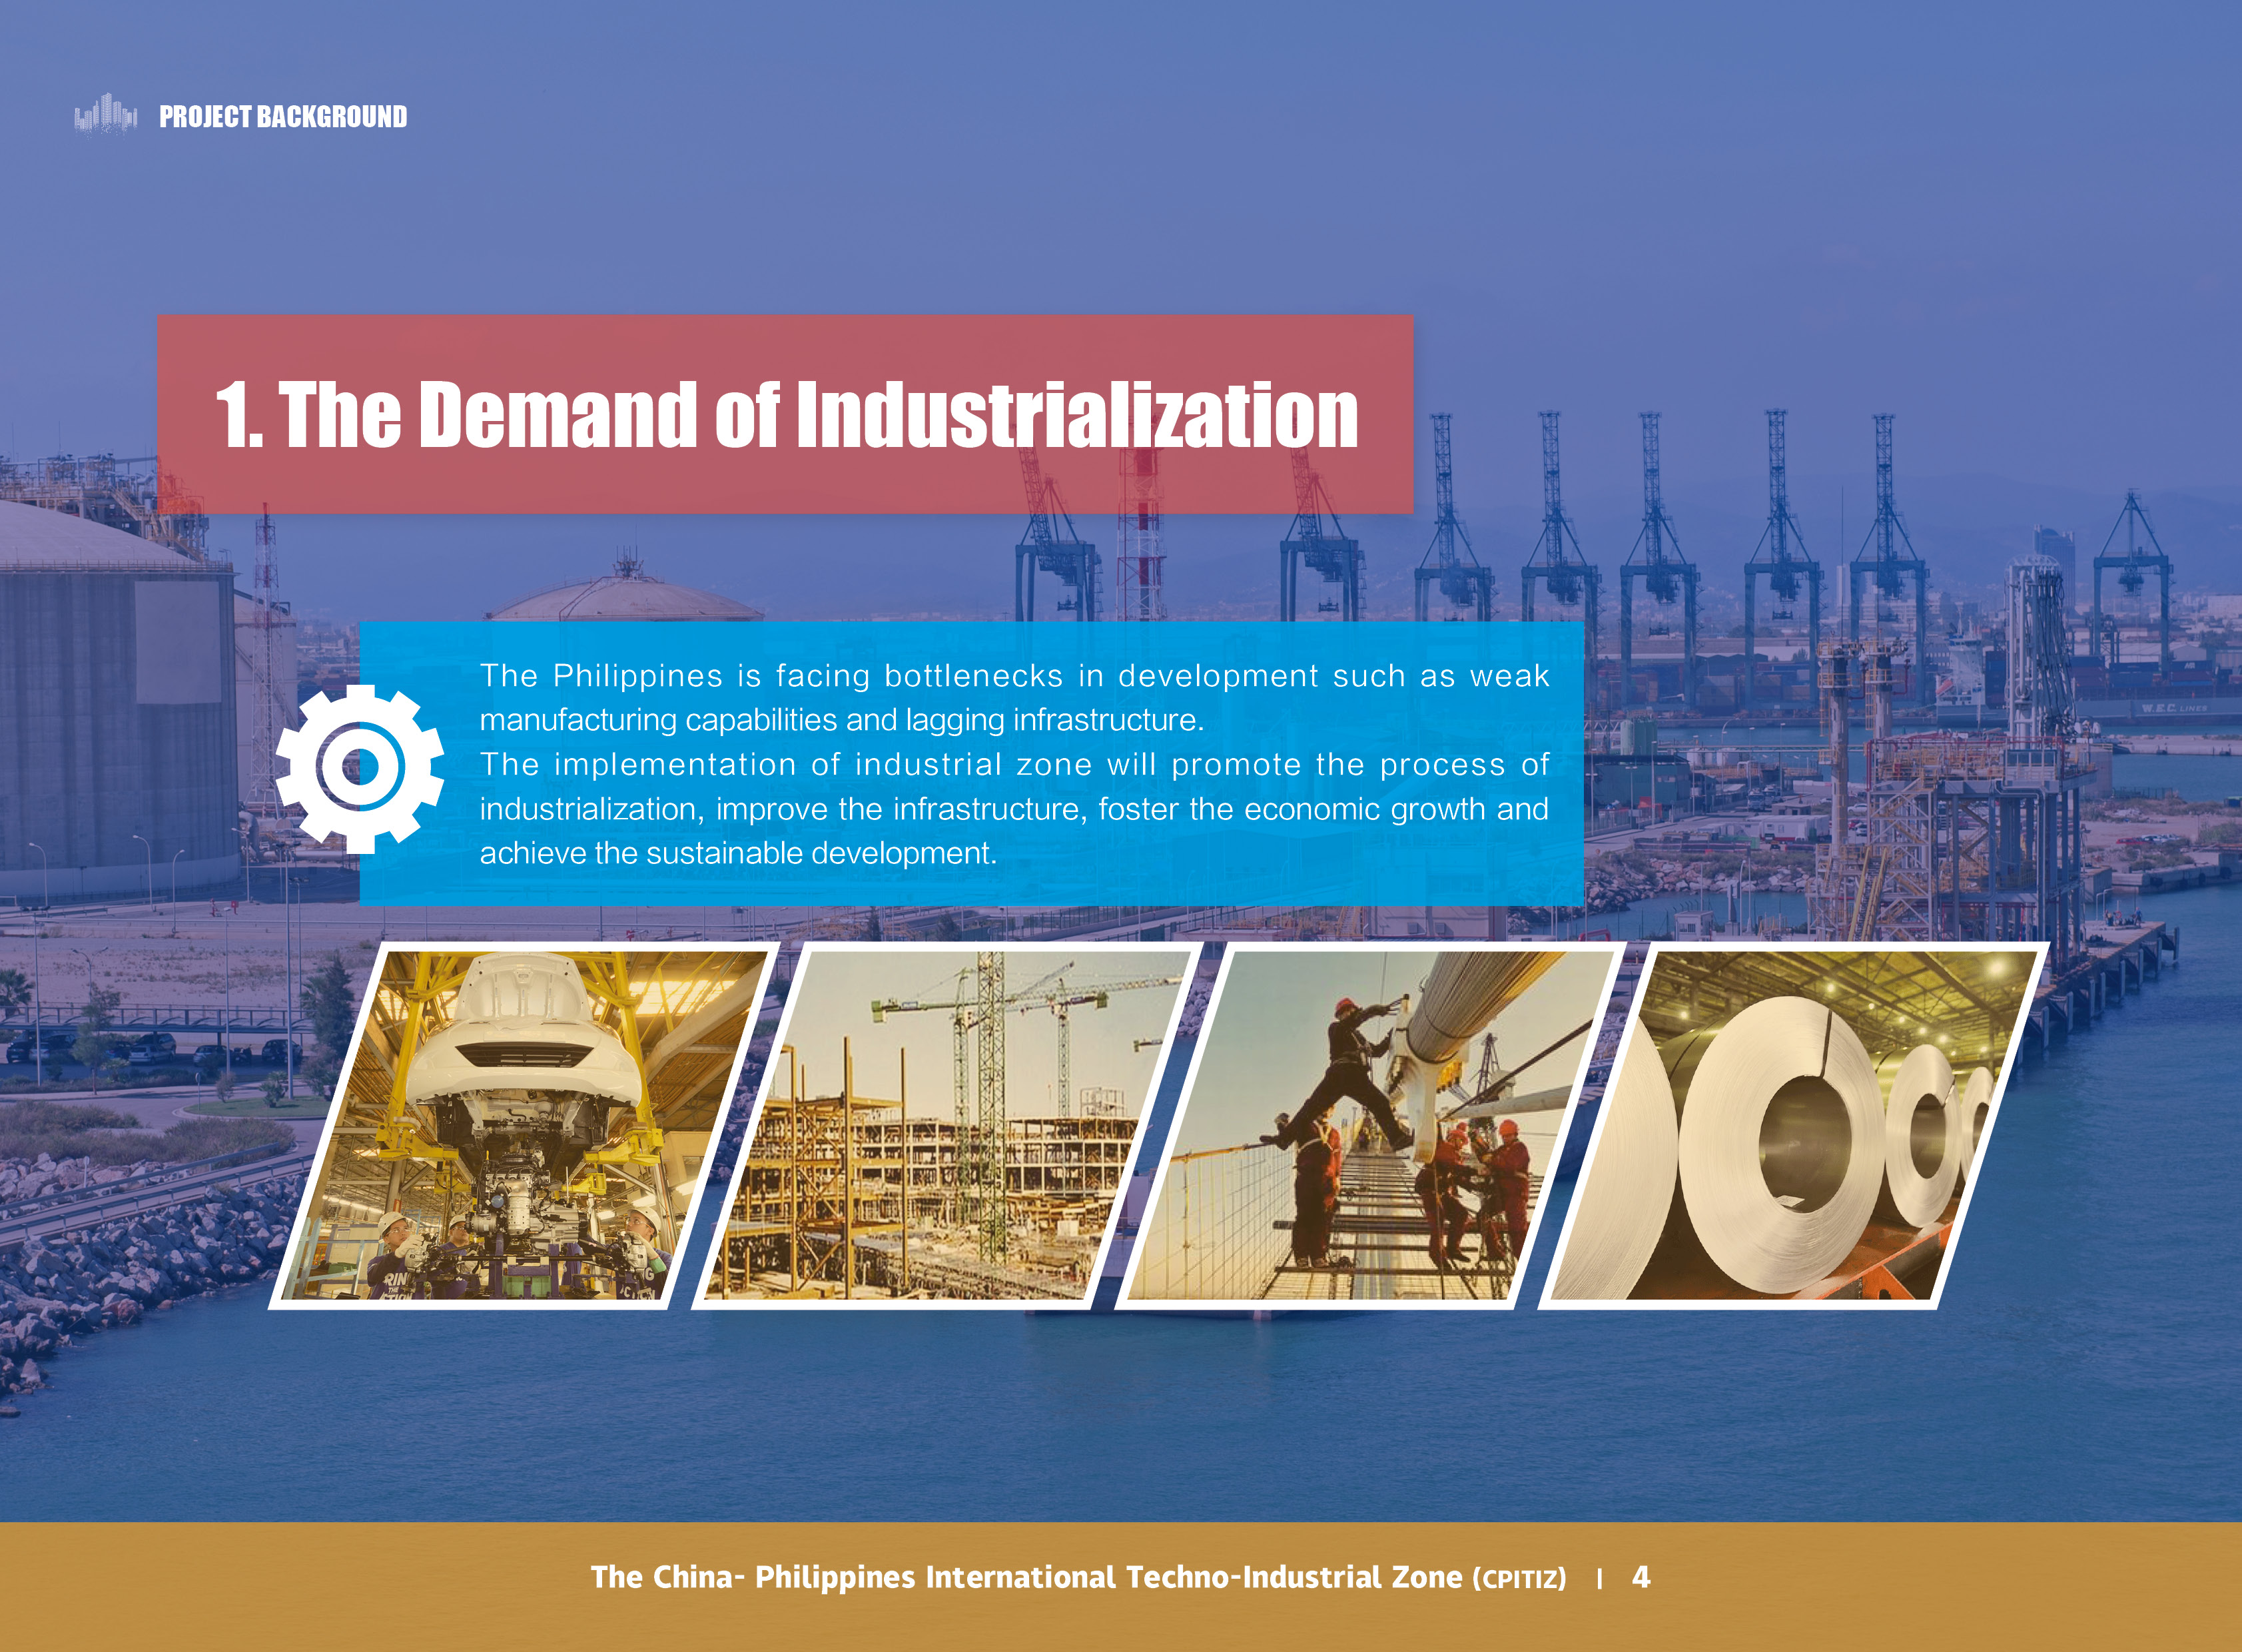 PROJECT BACKGROUND
1. The Demand of Industrialization
The Philippines is facing bottlenecks in development such as weak
manufacturing capabilities and lagging infrastructure.
The implementation of industrial zone will promote the process of
industrialization, improve the infrastructure, foster the economic growth and
achieve the sustainable development.
W.E.C. LINES
The China- Philippines International Techno-Industrial Zone (CPITIZ) | 4